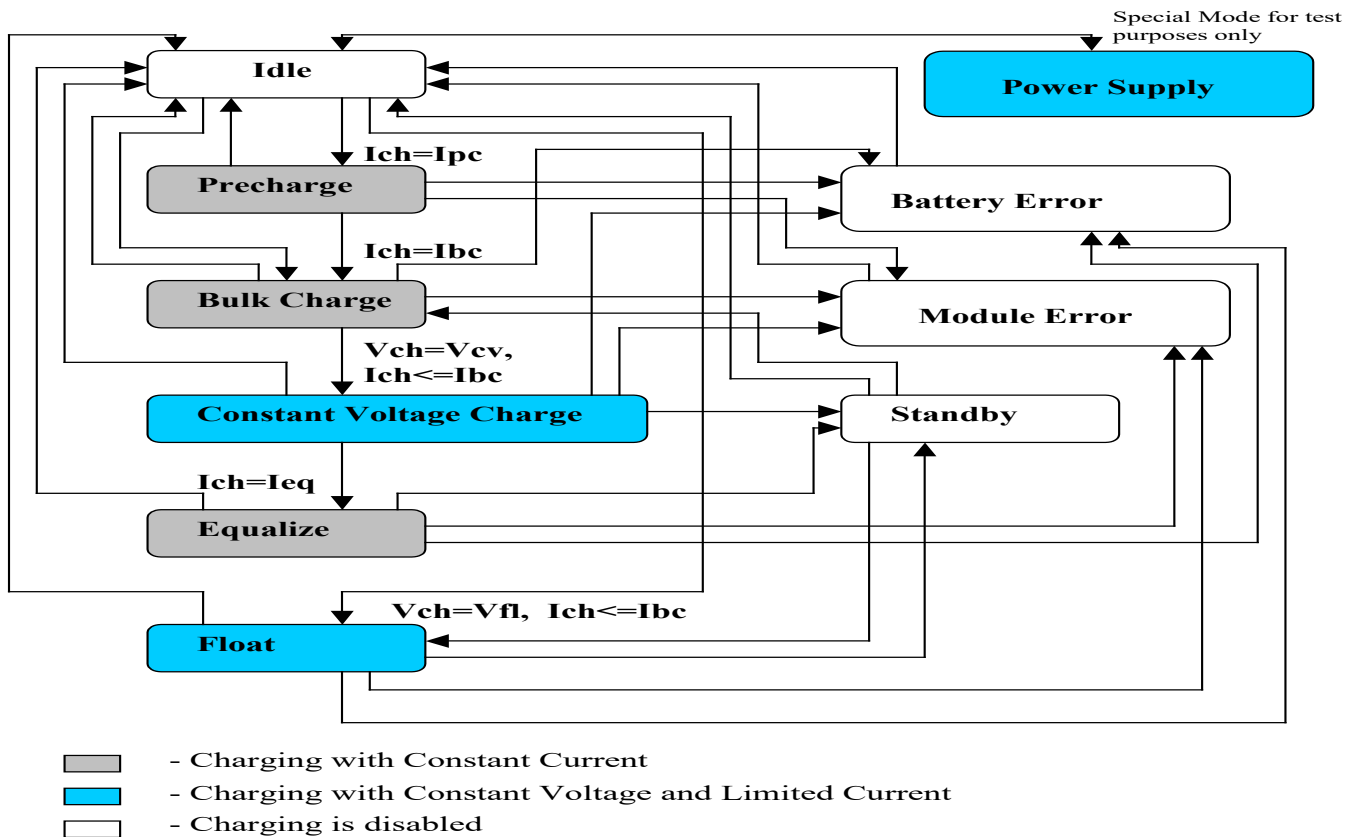 Special Mode for test
purposes only
Idle
Power Supply
Ich=Ipc
Precharge
Battery Error
Ich=Ibc
Bulk Charge
Module Error
Vch=Vcv,
Ich<=Ibc
Constant Voltage Charge
Standby
Ich=Ieq
Equalize
Vch=Vfl, Ich<=Ibc
Float
- Charging with Constant Current
- Charging with Constant Voltage and Limited Current
- Charging is disabled